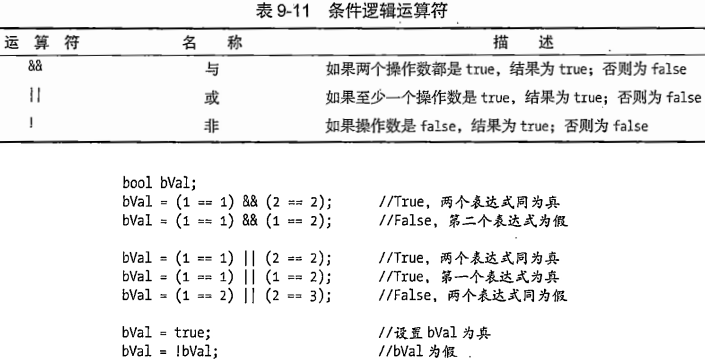 表 9-11 条件逻辑运算符
运 算 符 名 称 描 述
&& 与 如果两个操作数都是 true，结果为 true；否则为 false
|| 或 如果至少一个操作数是 true，结果为 true；否则为 false
! 非 如果操作数是 false，结果为 true；否则为 false
bool bVal;
bVal = (1 == 1) && (2 == 2); //True，两个表达式同为真
bVal = (1 == 1) && (1 == 2); //False，第二个表达式为假
bVal = (1 == 1) || (2 == 2); //True，两个表达式同为真
bVal = (1 == 1) || (1 == 2); //True，第一个表达式为真
bVal = (1 == 2) || (2 == 3); //False，两个表达式同为假
bVal = true; //设置 bVal 为真
bVal = !bVal; //bVal 为假